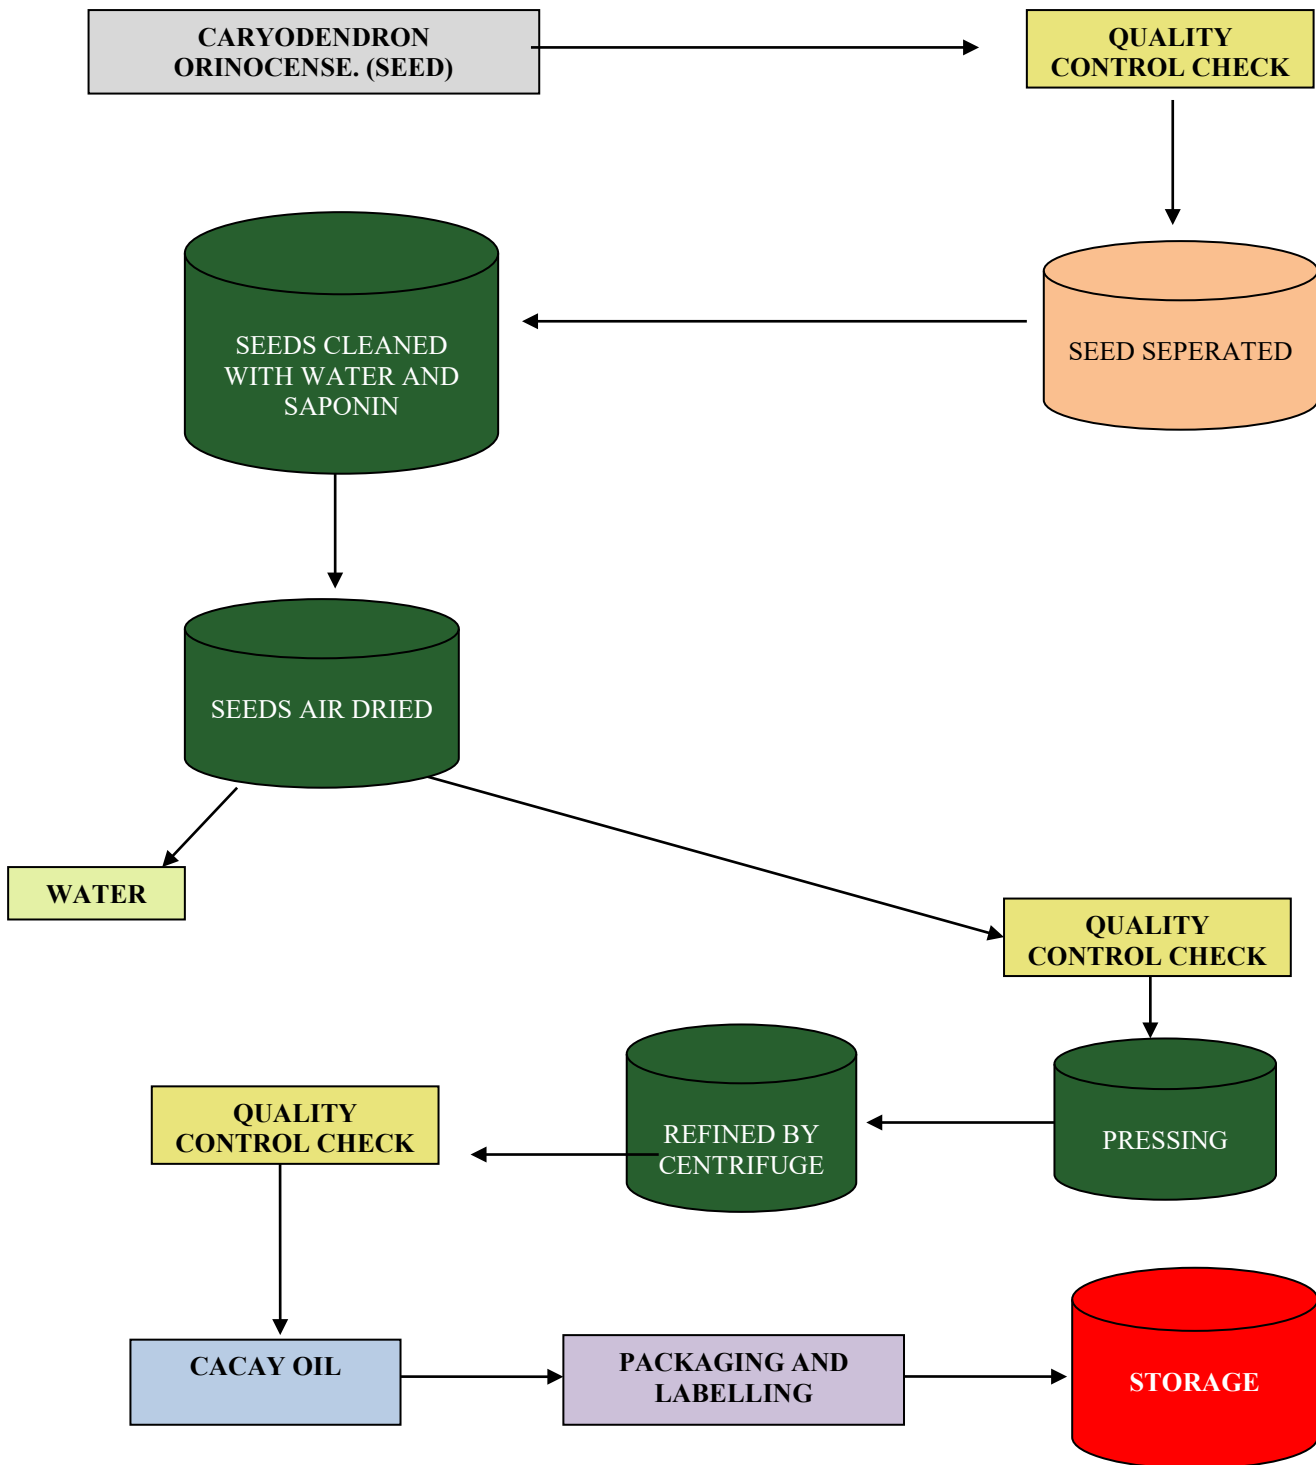 CARYODENDRON
ORINOCENSE. (SEED)
QUALITY
CONTROL CHECK
SEED SEPERATED
SEEDS CLEANED
WITH WATER AND
SAPONIN
SEEDS AIR DRIED
WATER
QUALITY
CONTROL CHECK
PRESSING
REFINED BY
CENTRIFUGE
QUALITY
CONTROL CHECK
CACAY OIL
PACKAGING AND
LABELLING
STORAGE